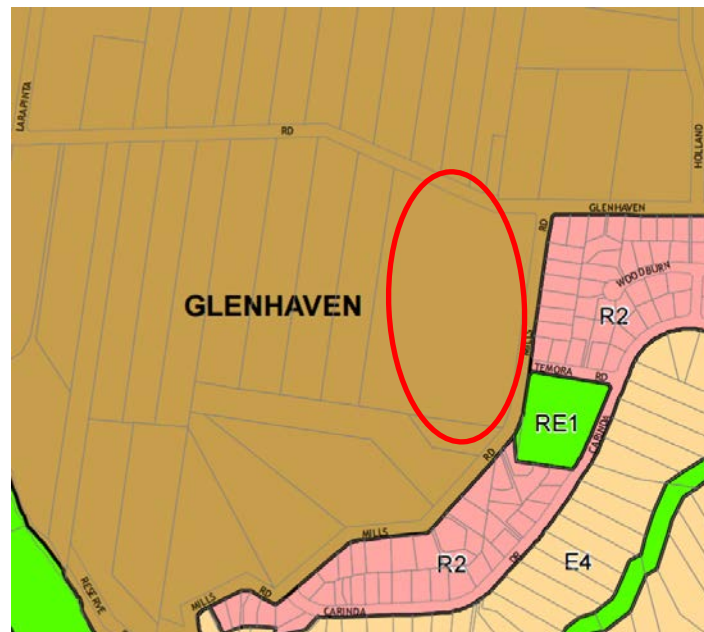 LARAPINTA
RD
HOLLAND
GLENHAVEN
RD
WOODBURN
GLENHAVEN
R2
MILLS
TEMORA RD
RE1
CARINDA
RD
MILLS
R2
DR
E4
RESERVE
RD
MILLS
RD
CARINDA